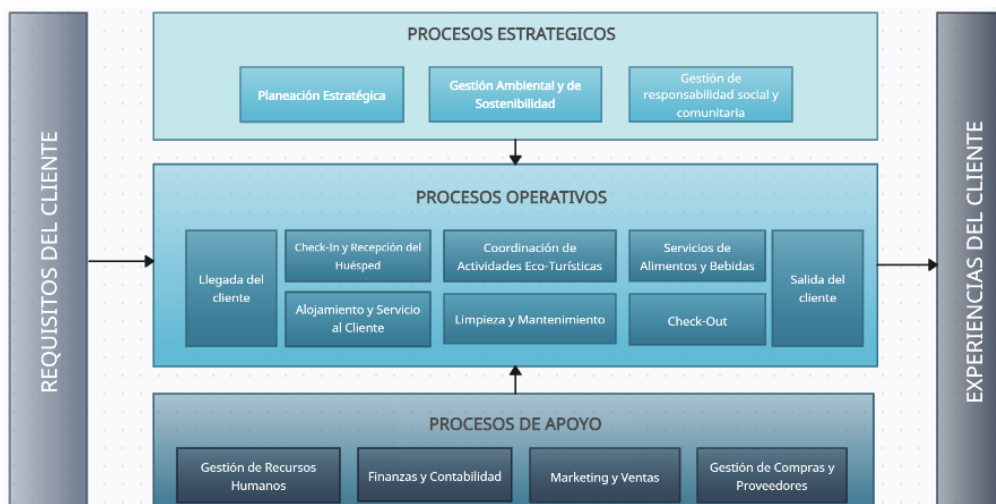 REQUISITOS DEL CLIENTE
PROCESOS ESTRATEGICOS
Planeación Estratégica
Gestión Ambiental y de
Sostenibilidad
Gestión de
responsabilidad social y
comunitaria
PROCESOS OPERATIVOS
Llegada del
cliente
Check-In y Recepción del
Huésped
Alojamiento y Servicio
al Cliente
Coordinación de
Actividades Eco-Turísticas
Limpieza y Mantenimiento
Servicios de
Alimentos y Bebidas
Check-Out
Salida del
cliente
PROCESOS DE APOYO
Gestión de Recursos
Humanos
Finanzas y Contabilidad
Marketing y Ventas
Gestión de Compras y
Proveedores
EXPERIENCIAS DEL CLIENTE